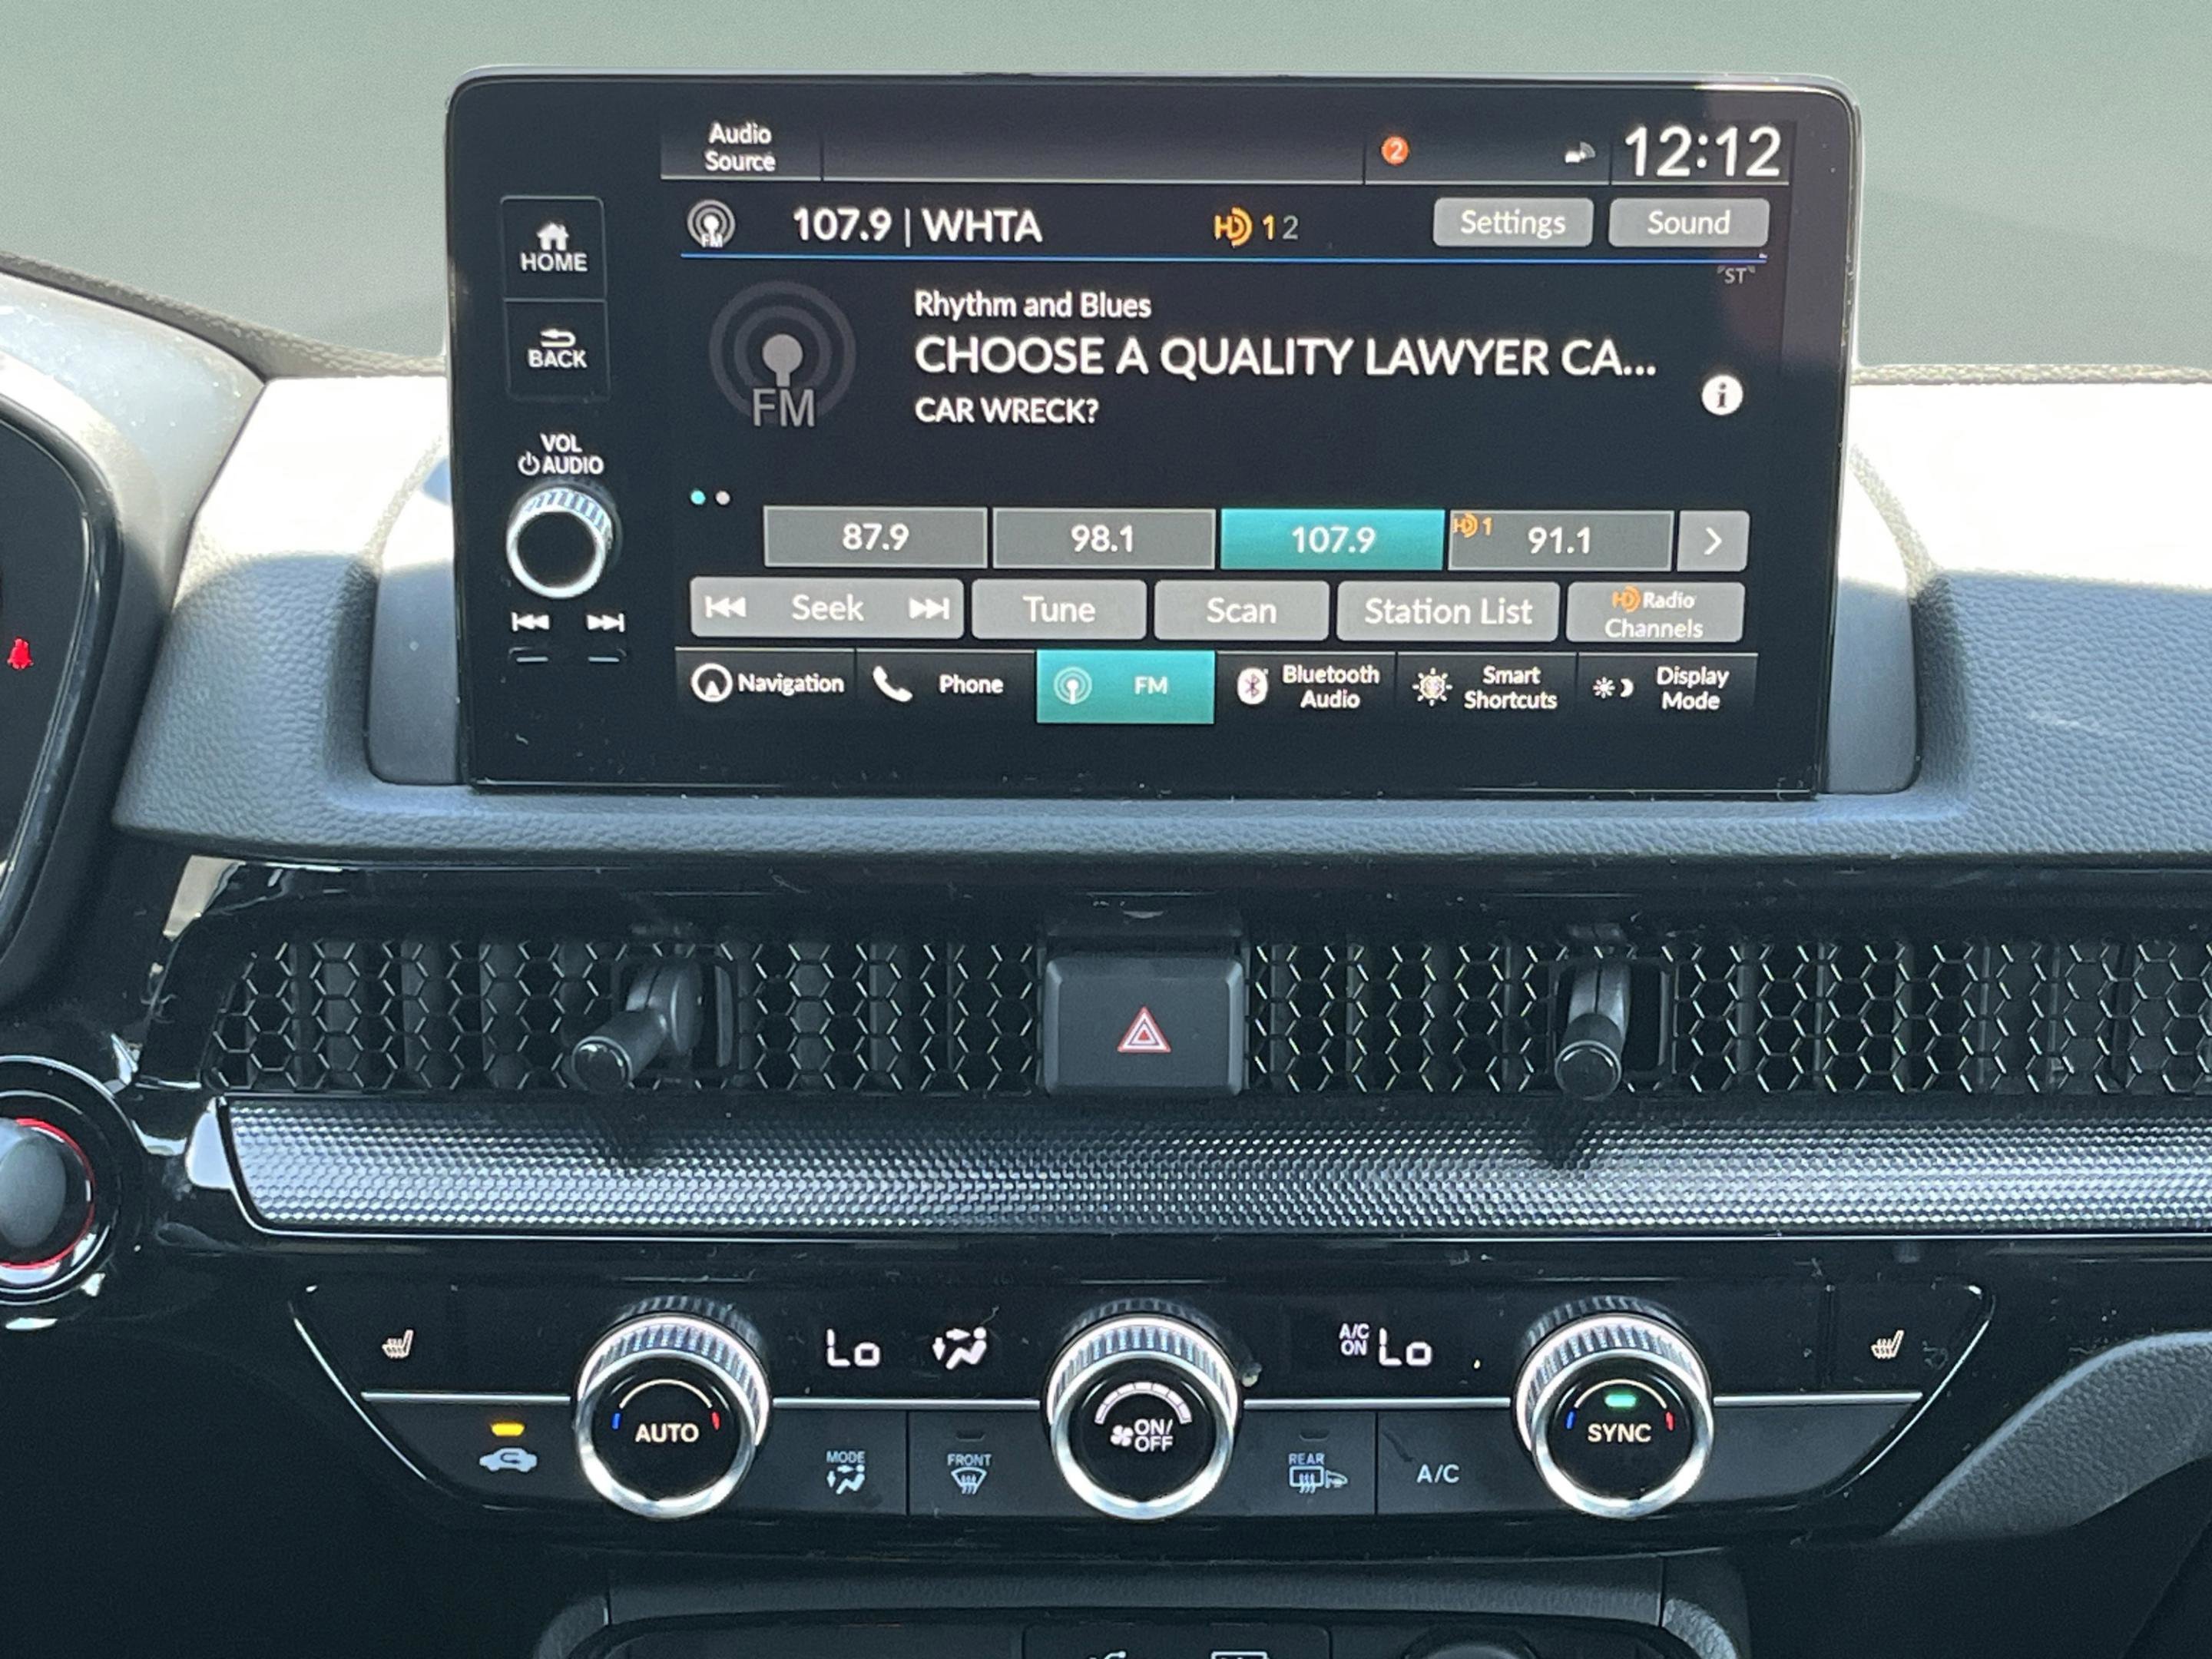 Audio
Source
2
12:12
HOME
BACK
VOL
AUDIO
FM
107.9 | WHTA
HD 1 2
Settings
Sound
ST
FM
Rhythm and Blues
CHOOSE A QUALITY LAWYER CA...
CAR WRECK?
i
87.9
98.1
107.9
HD 1
91.1
Seek
Tune
Scan
Station List
HD Radio
Channels
Navigation
Phone
FM
Bluetooth
Audio
Smart
Shortcuts
Display
Mode
Lo
A/C
ON
Lo
AUTO
MODE
FRONT
ON/
OFF
REAR
A/C
SYNC